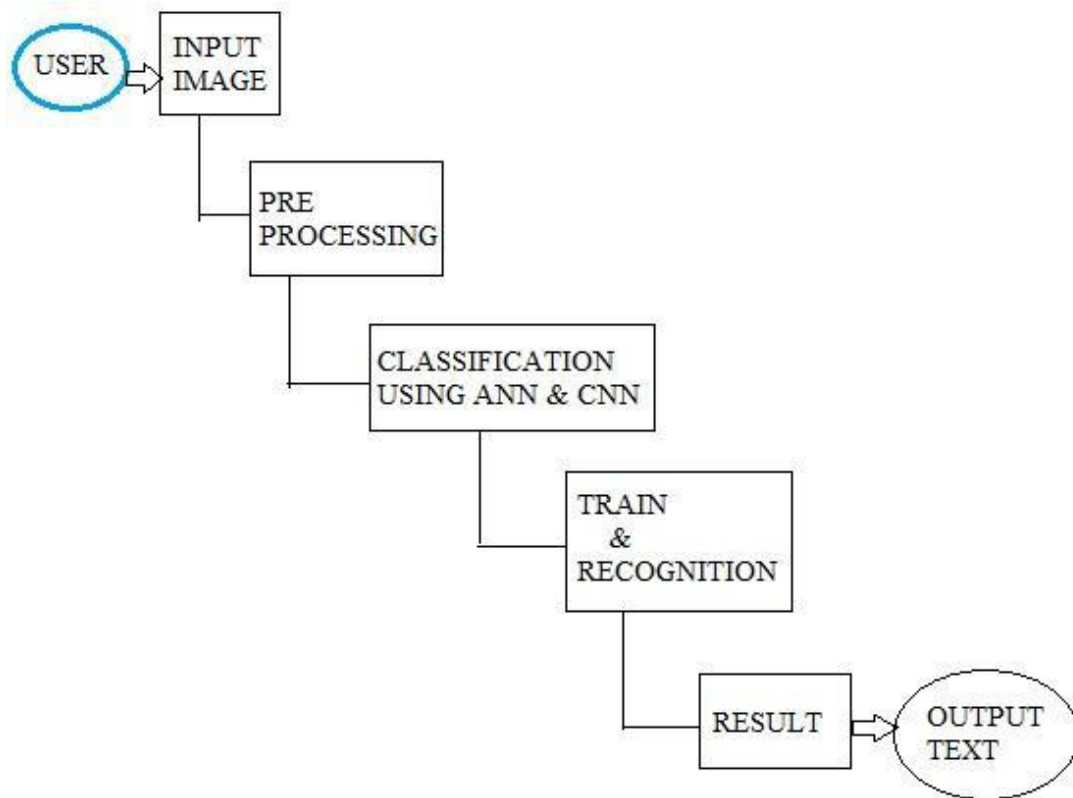 USER
INPUT
IMAGE
PRE
PROCESSING
CLASSIFICATION
USING ANN & CNN
TRAIN
&
RECOGNITION
RESULT
OUTPUT
TEXT